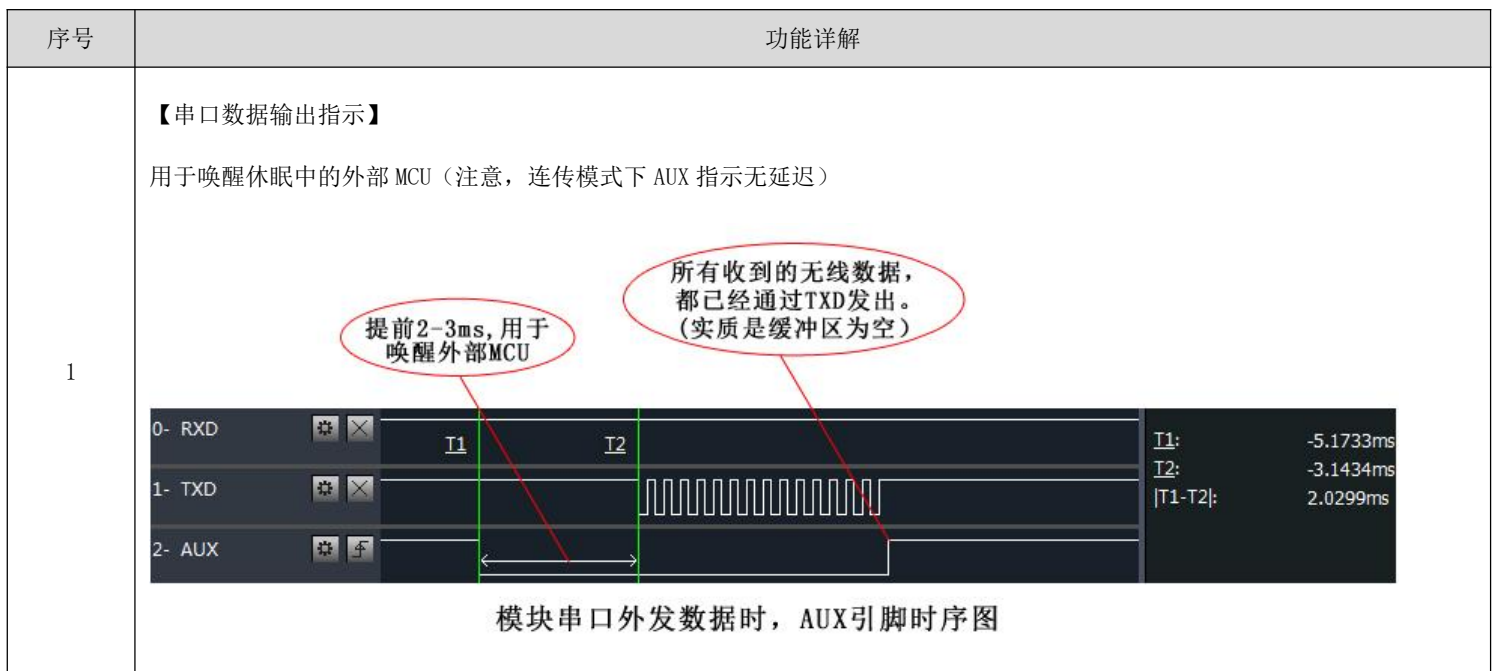 序号
功能详解
1
【串口数据输出指示】
用于唤醒休眠中的外部 MCU（注意，连传模式下 AUX 指示无延迟）
提前2-3ms,用于
唤醒外部MCU
所有收到的无线数据，
都已经通过TXD发出。
(实质是缓冲区为空)
0- RXD
1- TXD
2- AUX
T1
T2
T1: -5.1733ms
T2: -3.1434ms
|T1-T2|: 2.0299ms
模块串口外发数据时，AUX引脚时序图